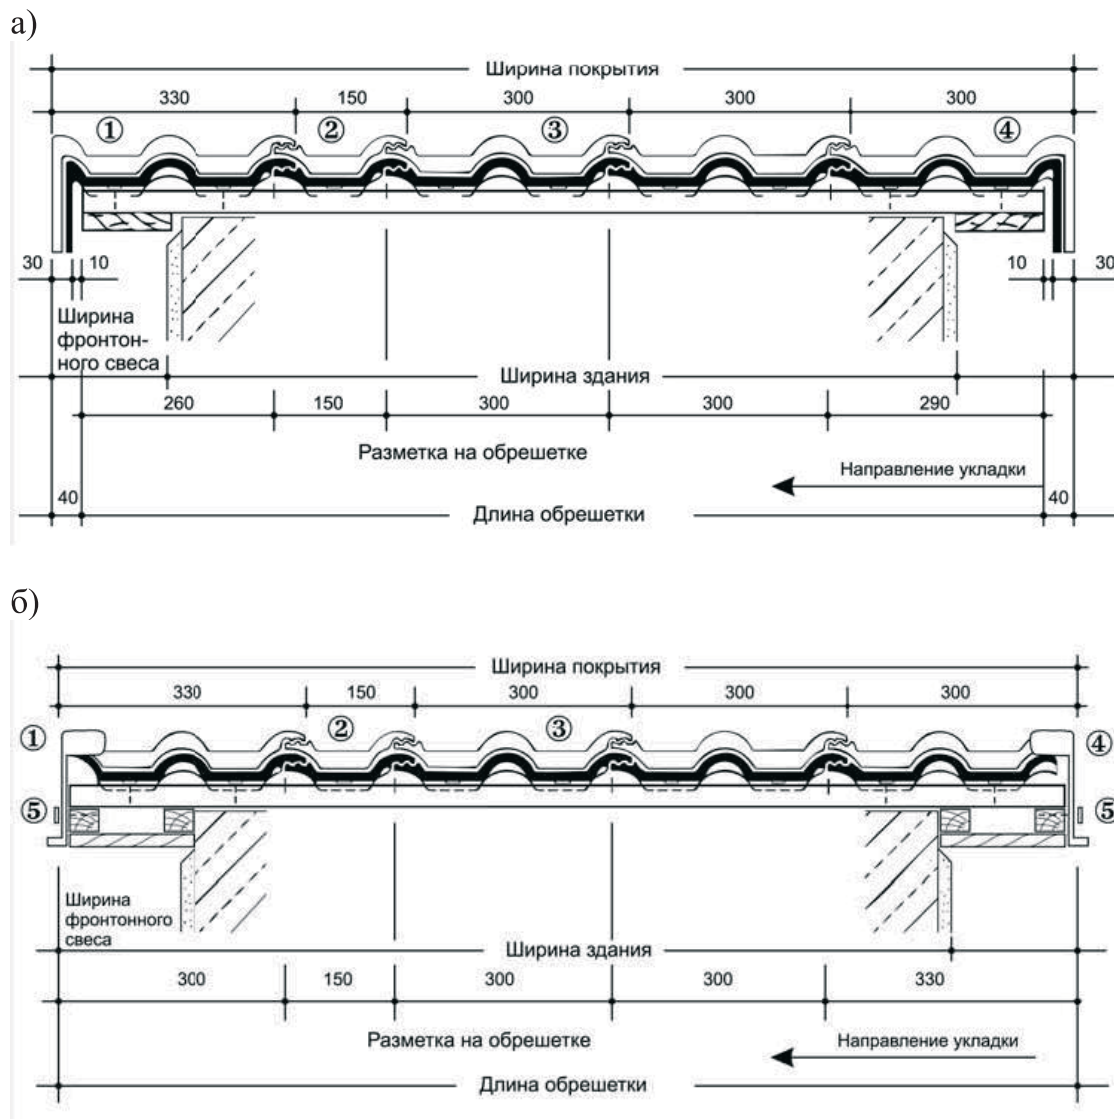 а)
Ширина покрытия
330 150 300 300 300
① ② ③ ④
30 10 10 30
Ширина
фронтон-
ного свеса
Ширина здания
260 150 300 300 290
Разметка на обрешетке
Направление укладки
40 40
Длина обрешетки
б)
Ширина покрытия
330 150 300 300 300
① ② ③ ④
⑤ ⑤
Ширина
фронтонного
свеса
Ширина здания
300 150 300 300 330
Разметка на обрешетке
Направление укладки
Длина обрешетки